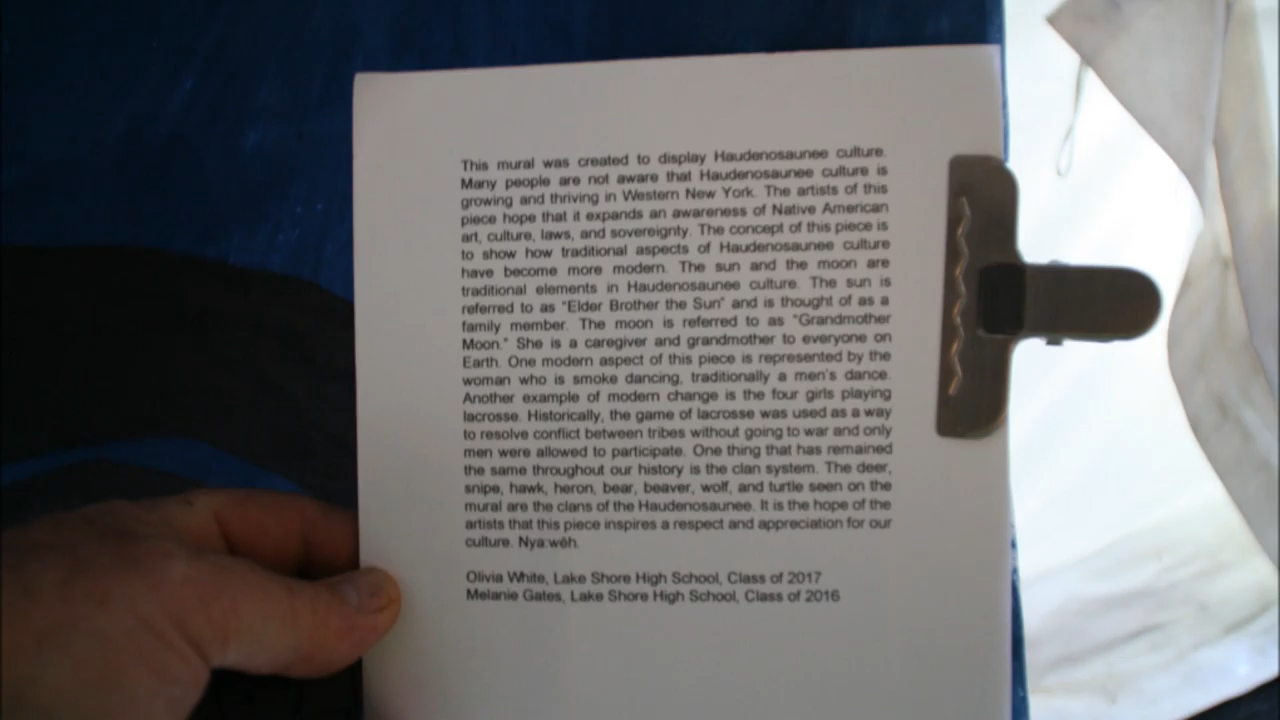 This mural was created to display Haudenosaunee culture.
Many people are not aware that Haudenosaunee culture is
growing and thriving in Western New York. The artists of this
piece hope that it expands an awareness of Native American
art, culture, laws, and sovereignty. The concept of this piece is
to show how traditional aspects of Haudenosaunee culture
have become more modern. The sun and the moon are
traditional elements in Haudenosaunee culture. The sun is
referred to as "Elder Brother the Sun" and is thought of as a
family member. The moon is referred to as "Grandmother
Moon." She is a caregiver and grandmother to everyone on
Earth. One modern aspect of this piece is represented by the
woman who is smoke dancing, traditionally a men's dance.
Another example of modern change is the four girls playing
lacrosse. Historically, the game of lacrosse was used as a way
to resolve conflict between tribes without going to war and only
men were allowed to participate. One thing that has remained
the same throughout our history is the clan system. The deer,
snipe, hawk, heron, bear, beaver, wolf, and turtle seen on the
mural are the clans of the Haudenosaunee. It is the hope of the
artists that this piece inspires a respect and appreciation for our
culture. Nya:wëh.
Olivia White, Lake Shore High School, Class of 2017
Melanie Gates, Lake Shore High School, Class of 2016